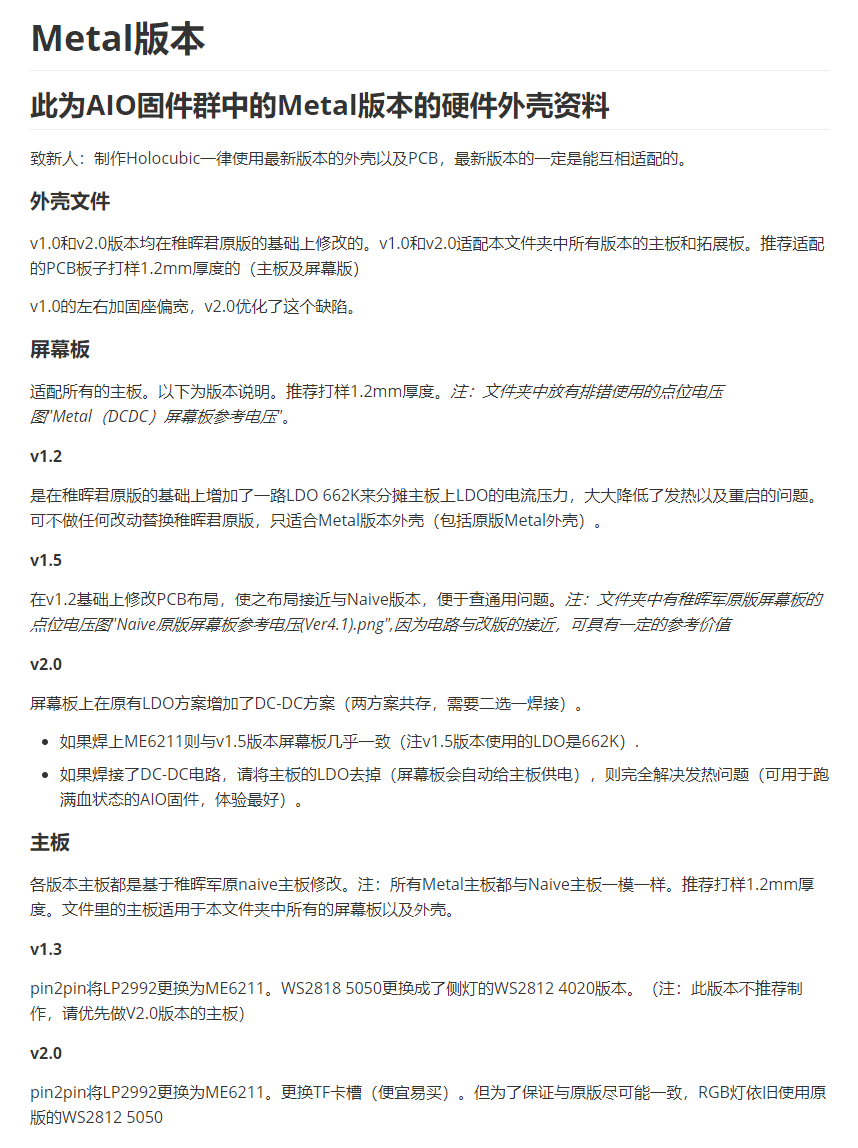 Metal版本
此为AIO固件群中的Metal版本的硬件外壳资料
致新人：制作Holocubic一律使用最新版本的外壳以及PCB，最新版本的一定是能互相适配的。
外壳文件
v1.0和v2.0版本均在稚晖君原版的基础上修改的。v1.0和v2.0适配本文件夹中所有版本的主板和拓展板。推荐适配
的PCB板子打样1.2mm厚度的（主板及屏幕版）
v1.0的左右加固座偏宽，v2.0优化了这个缺陷。
屏幕板
适配所有的主板。以下为版本说明。推荐打样1.2mm厚度。注：文件夹中放有排错使用的点位电压
图"Metal（DCDC）屏幕板参考电压"。
v1.2
是在稚晖君原版的基础上增加了一路LDO 662K来分摊主板上LDO的电流压力，大大降低了发热以及重启的问题。
可不做任何改动替换稚晖君原版，只适合Metal版本外壳（包括原版Metal外壳）。
v1.5
在v1.2基础上修改PCB布局，使之布局接近与Naive版本，便于查通用问题。注：文件夹中有稚晖军原版屏幕板的
点位电压图"Naive原版屏幕板参考电压(Ver4.1).png",因为电路与改版的接近，可具有一定的参考价值
v2.0
屏幕板上在原有LDO方案增加了DC-DC方案（两方案共存，需要二选一焊接）。
• 如果焊上ME6211则与v1.5版本屏幕板几乎一致（注v1.5版本使用的LDO是662K）.
• 如果焊接了DC-DC电路，请将主板的LDO去掉（屏幕板会自动给主板供电），则完全解决发热问题（可用于跑
满血状态的AIO固件，体验最好）。
主板
各版本主板都是基于稚晖军原naive主板修改。注：所有Metal主板都与Naive主板一模一样。推荐打样1.2mm厚
度。文件里的主板适用于本文件夹中所有的屏幕板以及外壳。
v1.3
pin2pin将LP2992更换为ME6211。WS2818 5050更换成了侧灯的WS2812 4020版本。（注：此版本不推荐制
作，请优先做V2.0版本的主板）
v2.0
pin2pin将LP2992更换为ME6211。更换TF卡槽（便宜易买）。但为了保证与原版尽可能一致，RGB灯依旧使用原
版的WS2812 5050